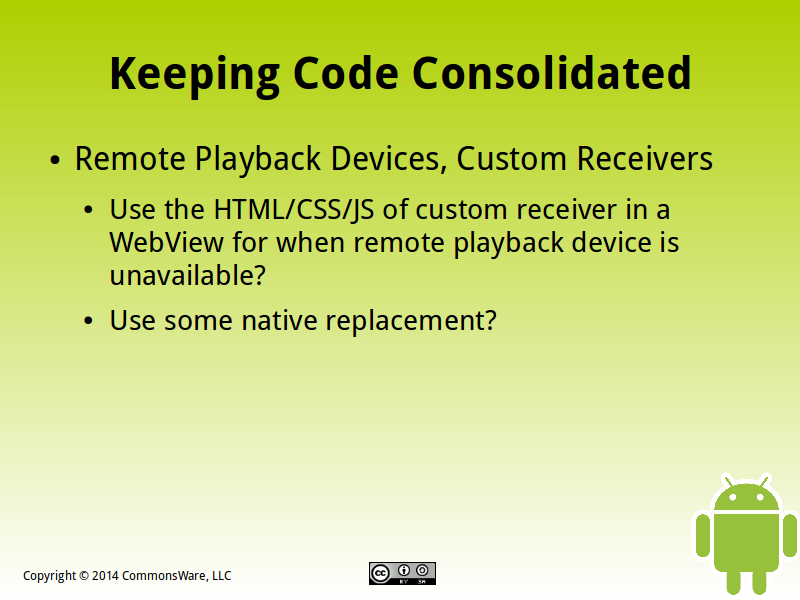 Keeping Code Consolidated
• Remote Playback Devices, Custom Receivers
• Use the HTML/CSS/JS of custom receiver in a
WebView for when remote playback device is
unavailable?
• Use some native replacement?
Copyright © 2014 CommonsWare, LLC
cc
BY SA